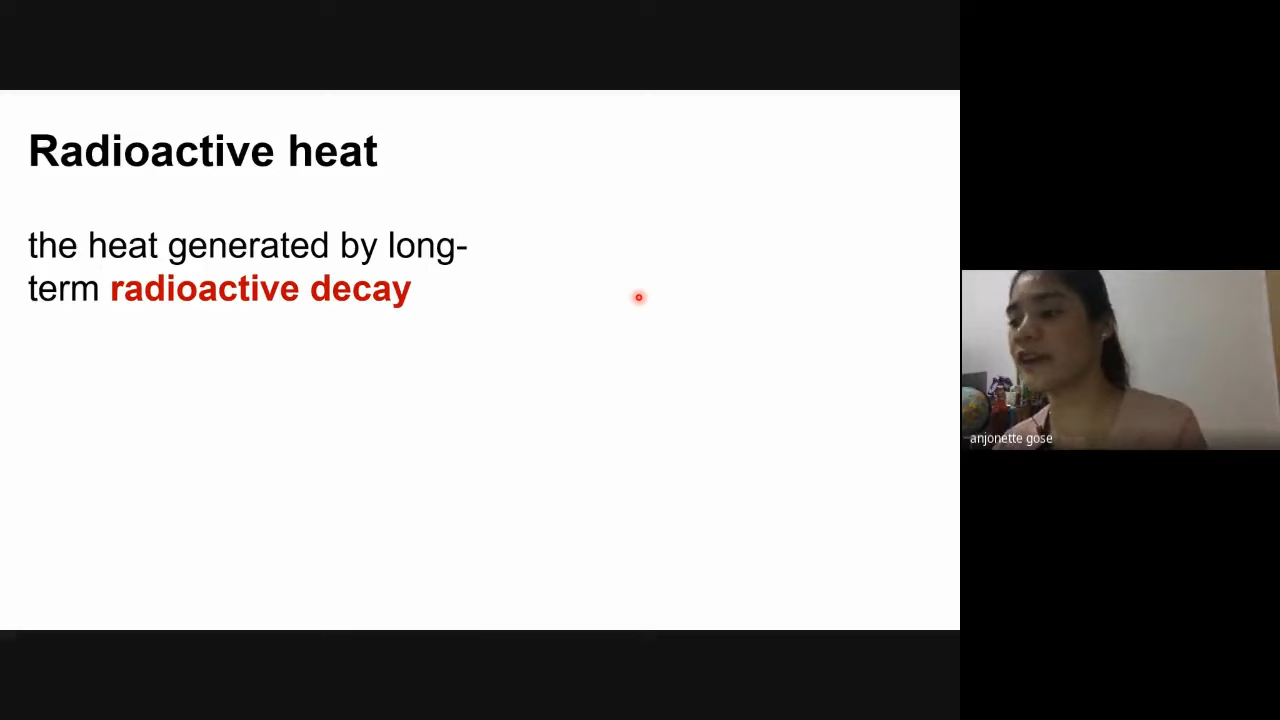 Radioactive heat
the heat generated by long-
term radioactive decay
anjonette gose